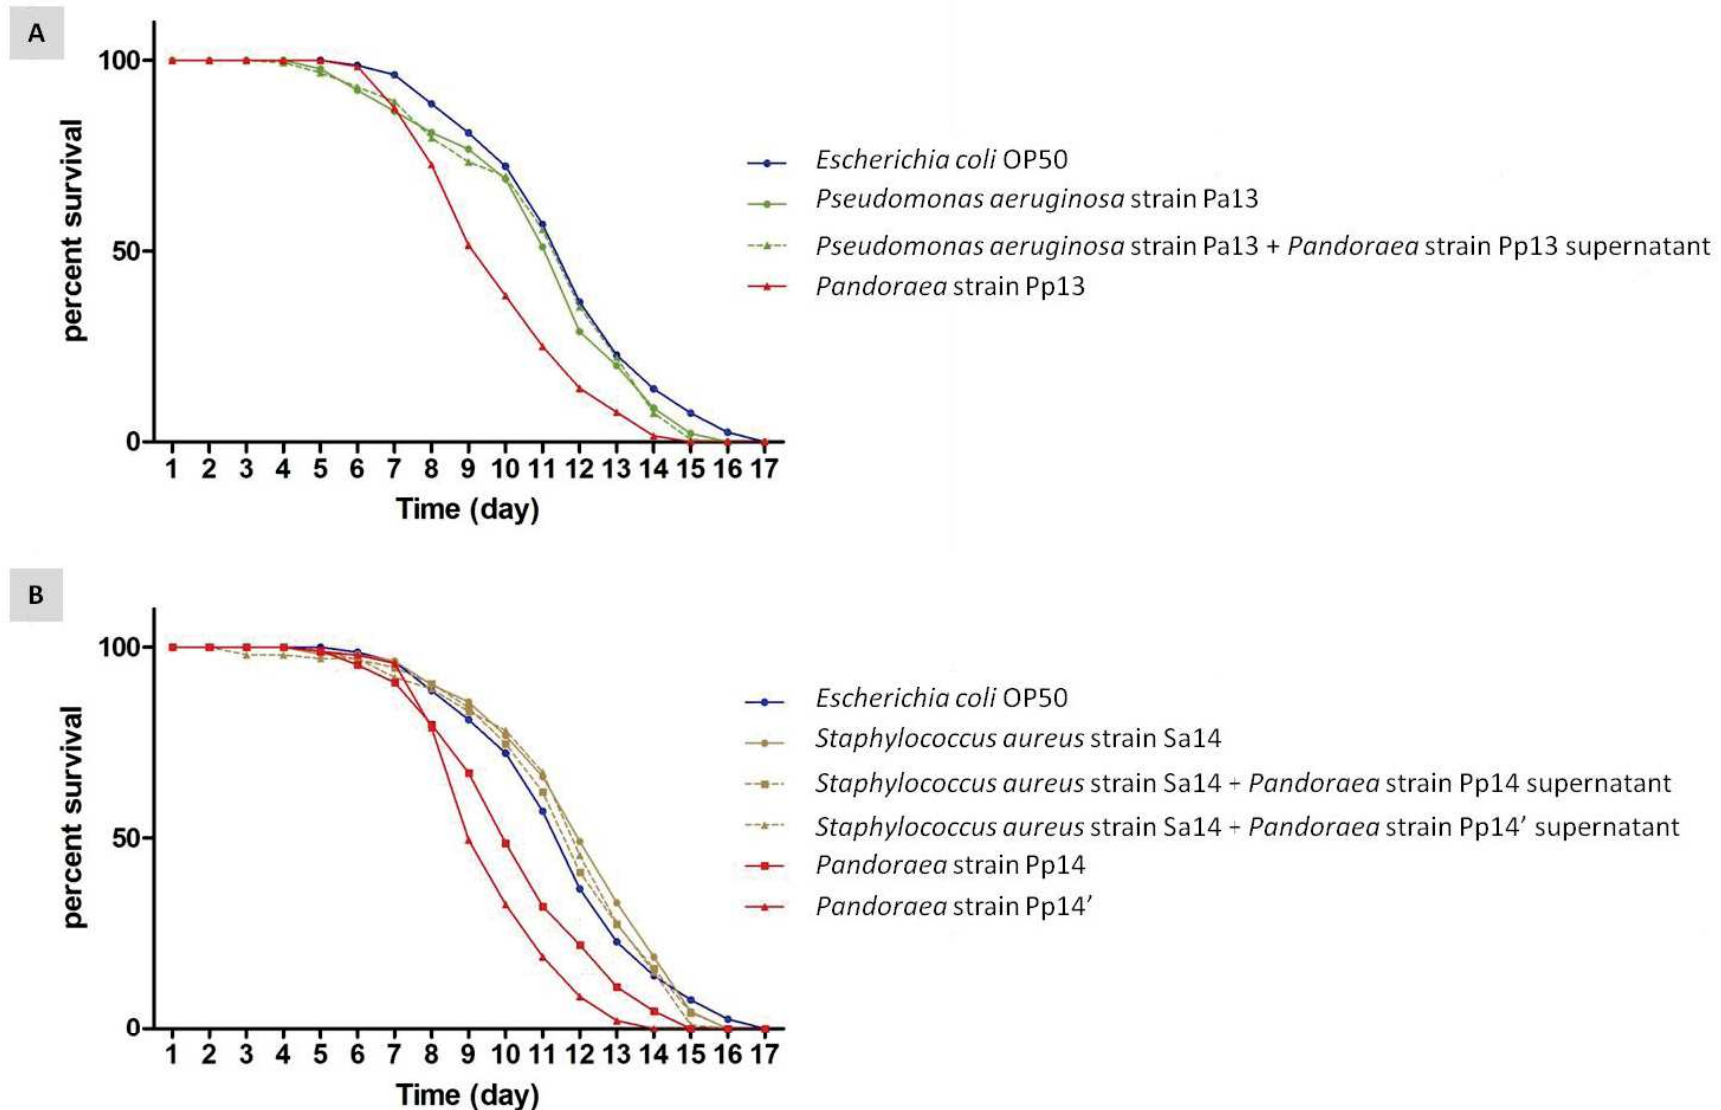 A
100
50
0
percent survival
1 2 3 4 5 6 7 8 9 10 11 12 13 14 15 16 17
Time (day)
Escherichia coli OP50
Pseudomonas aeruginosa strain Pa13
Pseudomonas aeruginosa strain Pa13 + Pandoraea strain Pp13 supernatant
Pandoraea strain Pp13
B
100
50
0
percent survival
1 2 3 4 5 6 7 8 9 10 11 12 13 14 15 16 17
Time (day)
Escherichia coli OP50
Staphylococcus aureus strain Sa14
Staphylococcus aureus strain Sa14 + Pandoraea strain Pp14 supernatant
Staphylococcus aureus strain Sa14 + Pandoraea strain Pp14’ supernatant
Pandoraea strain Pp14
Pandoraea strain Pp14’